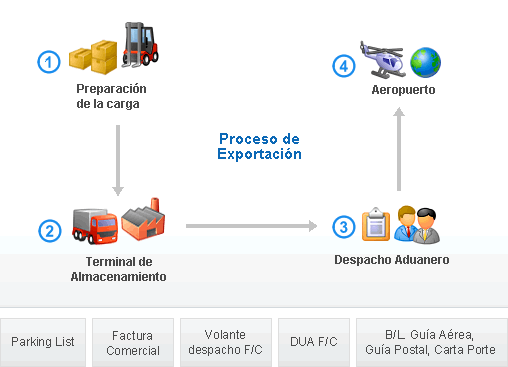 1
Preparación
de la carga
4
Aeropuerto
Proceso de
Exportación
2
Terminal de
Almacenamiento
3
Despacho Aduanero
Parking List
Factura
Comercial
Volante
despacho F/C
DUA F/C
B/L. Guía Aérea,
Guía Postal, Carta Porte